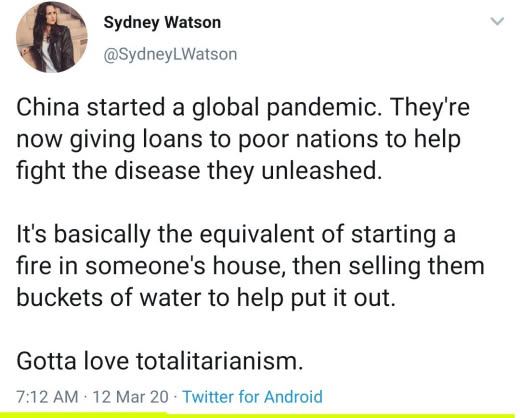 Sydney Watson
@SydneyLWatson
China started a global pandemic. They're
now giving loans to poor nations to help
fight the disease they unleashed.
It's basically the equivalent of starting a
fire in someone's house, then selling them
buckets of water to help put it out.
Gotta love totalitarianism.
7:12 AM · 12 Mar 20 · Twitter for Android